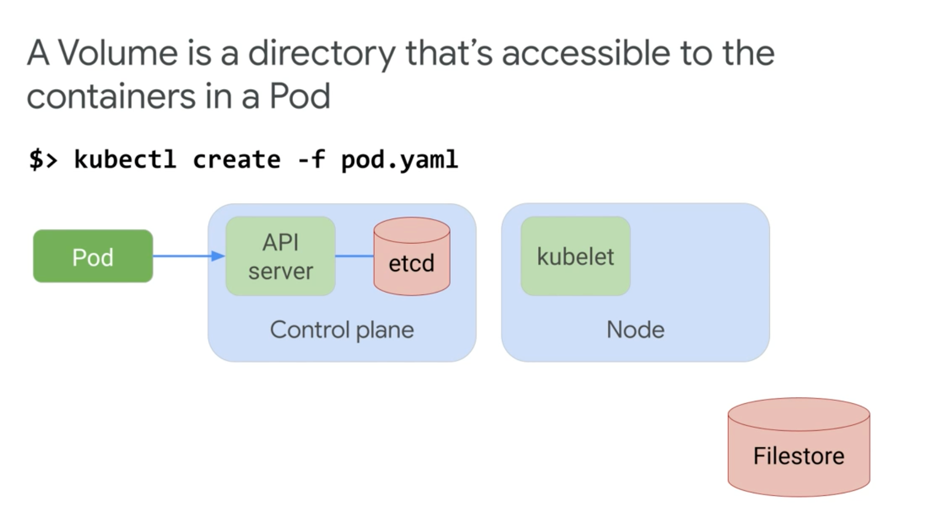 A Volume is a directory that’s accessible to the
containers in a Pod
$> kubectl create -f pod.yaml
Pod
API
server
etcd
Control plane
kubelet
Node
Filestore